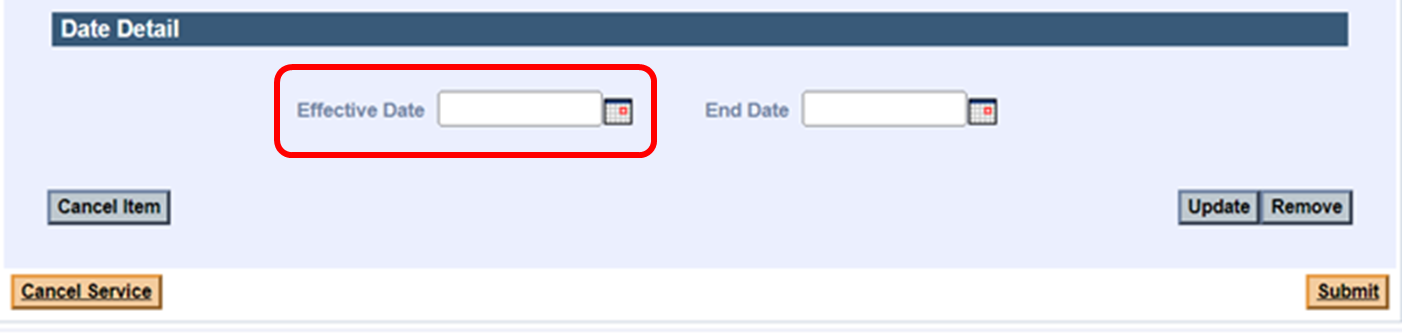 Date Detail
Effective Date End Date
Cancel Item Update Remove
Cancel Service Submit